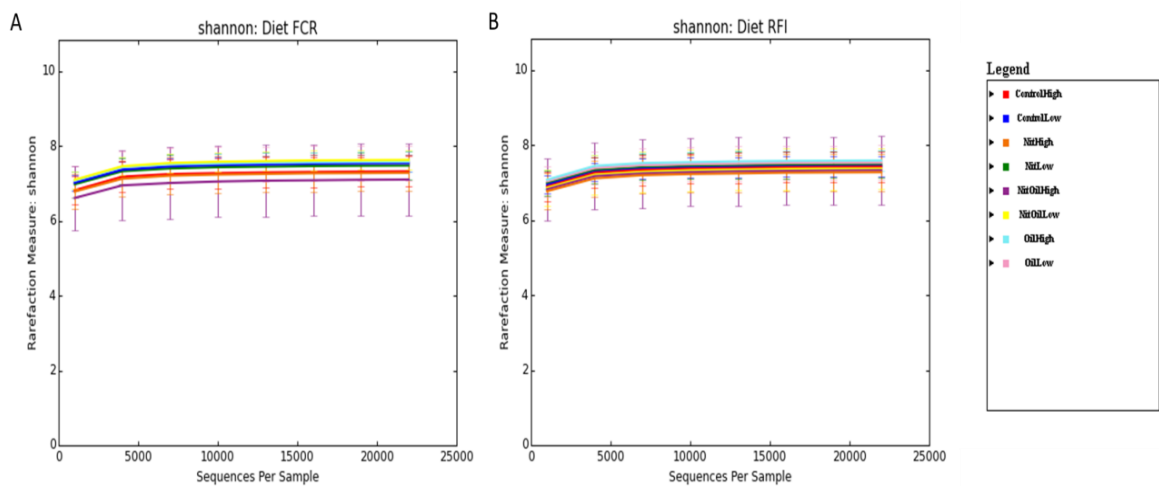 A
shannon: Diet FCR
Rarefaction Measure: shannon
10
8
6
4
2
0
0 5000 10000 15000 20000 25000
Sequences Per Sample
B
shannon: Diet RFI
Rarefaction Measure: shannon
10
8
6
4
2
0
0 5000 10000 15000 20000 25000
Sequences Per Sample
Legend
ControlHigh
ControlLow
NitHigh
NitLow
NitOilHigh
NitOilLow
OilHigh
OilLow